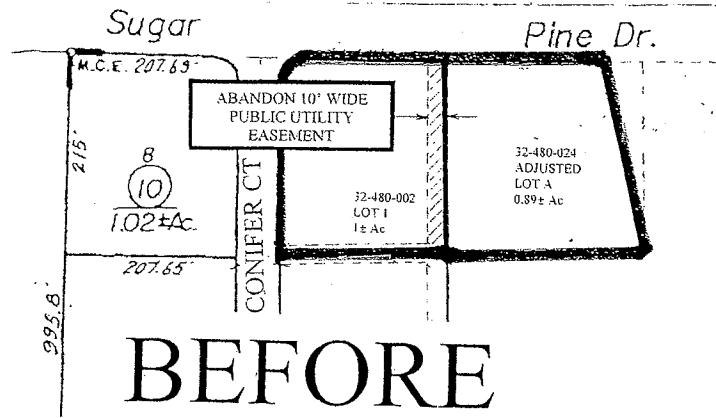 Sugar
Pine Dr.
M.C.E. 207.69'
ABANDON 10' WIDE
PUBLIC UTILITY
EASEMENT
215'
8
10
1.02±Ac.
32-480-002
LOT 1
1± Ac
32-480-024
ADJUSTED
LOT A
0.89± Ac
207.65'
CONIFER CT
995.8'
BEFORE